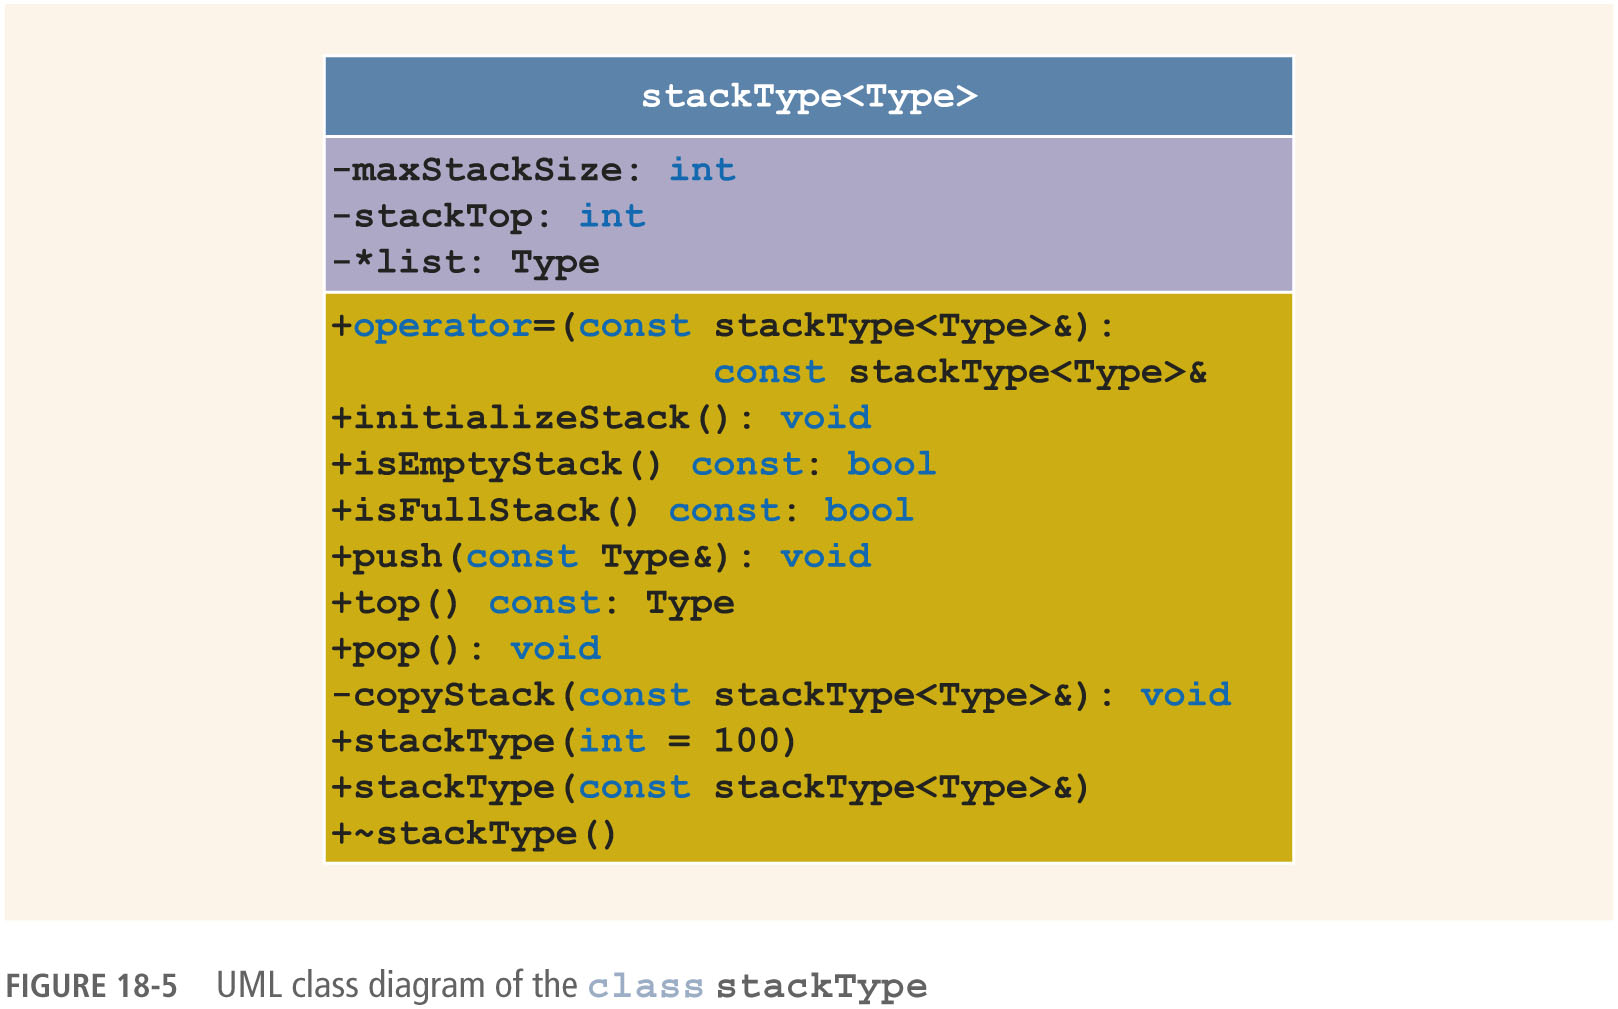 stackType<Type>
-maxStackSize: int
-stackTop: int
-*list: Type
+operator=(const stackType<Type>&):
const stackType<Type>&
+initializeStack(): void
+isEmptyStack() const: bool
+isFullStack() const: bool
+push(const Type&): void
+top() const: Type
+pop(): void
-copyStack(const stackType<Type>&): void
+stackType(int = 100)
+stackType(const stackType<Type>&)
+~stackType()
FIGURE 18-5 UML class diagram of the class stackType